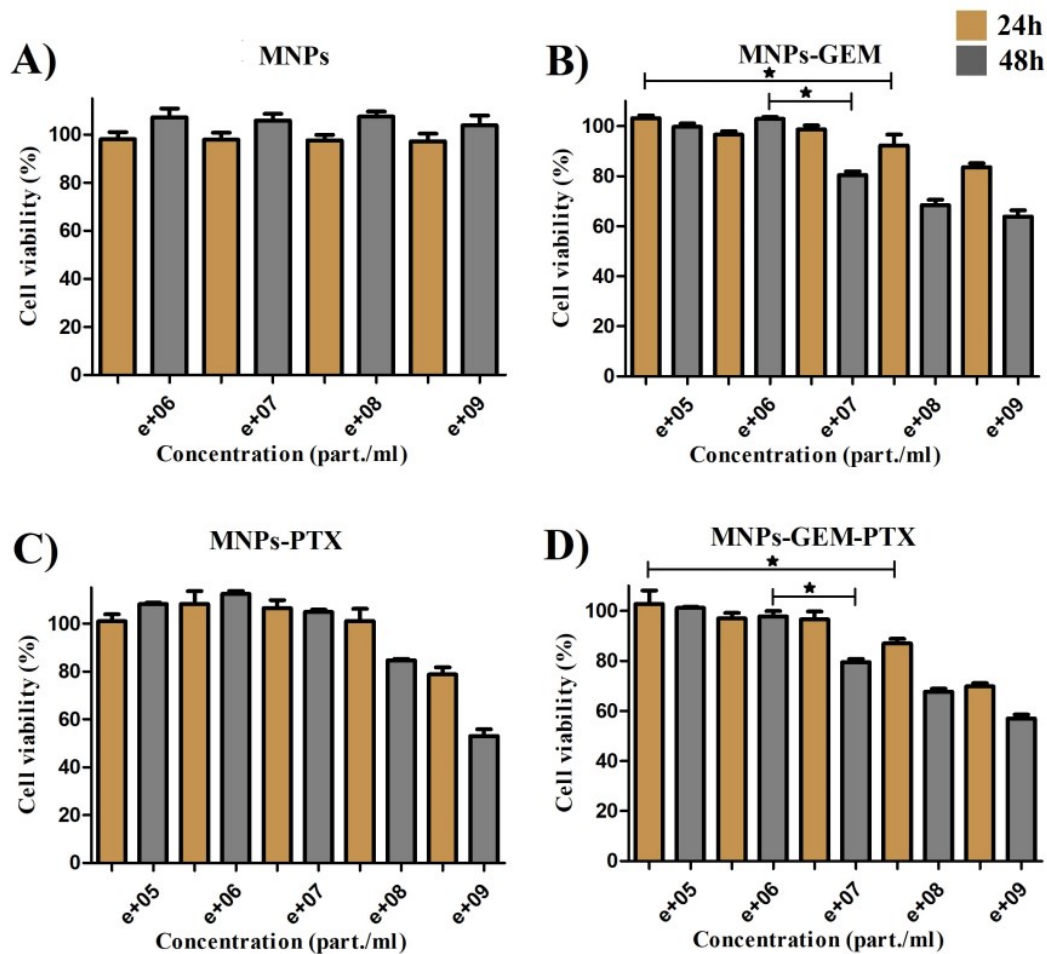 24h
48h
A)
MNPs
Cell viability (%)
100
80
60
40
20
0
e+06
e+07
e+08
e+09
Concentration (part./ml)
B)
MNPs-GEM
Cell viability (%)
100
80
60
40
20
0
e+05
e+06
e+07
e+08
e+09
Concentration (part./ml)
C)
MNPs-PTX
Cell viability (%)
100
80
60
40
20
0
e+05
e+06
e+07
e+08
e+09
Concentration (part./ml)
D)
MNPs-GEM-PTX
Cell viability (%)
100
80
60
40
20
0
e+05
e+06
e+07
e+08
e+09
Concentration (part./ml)